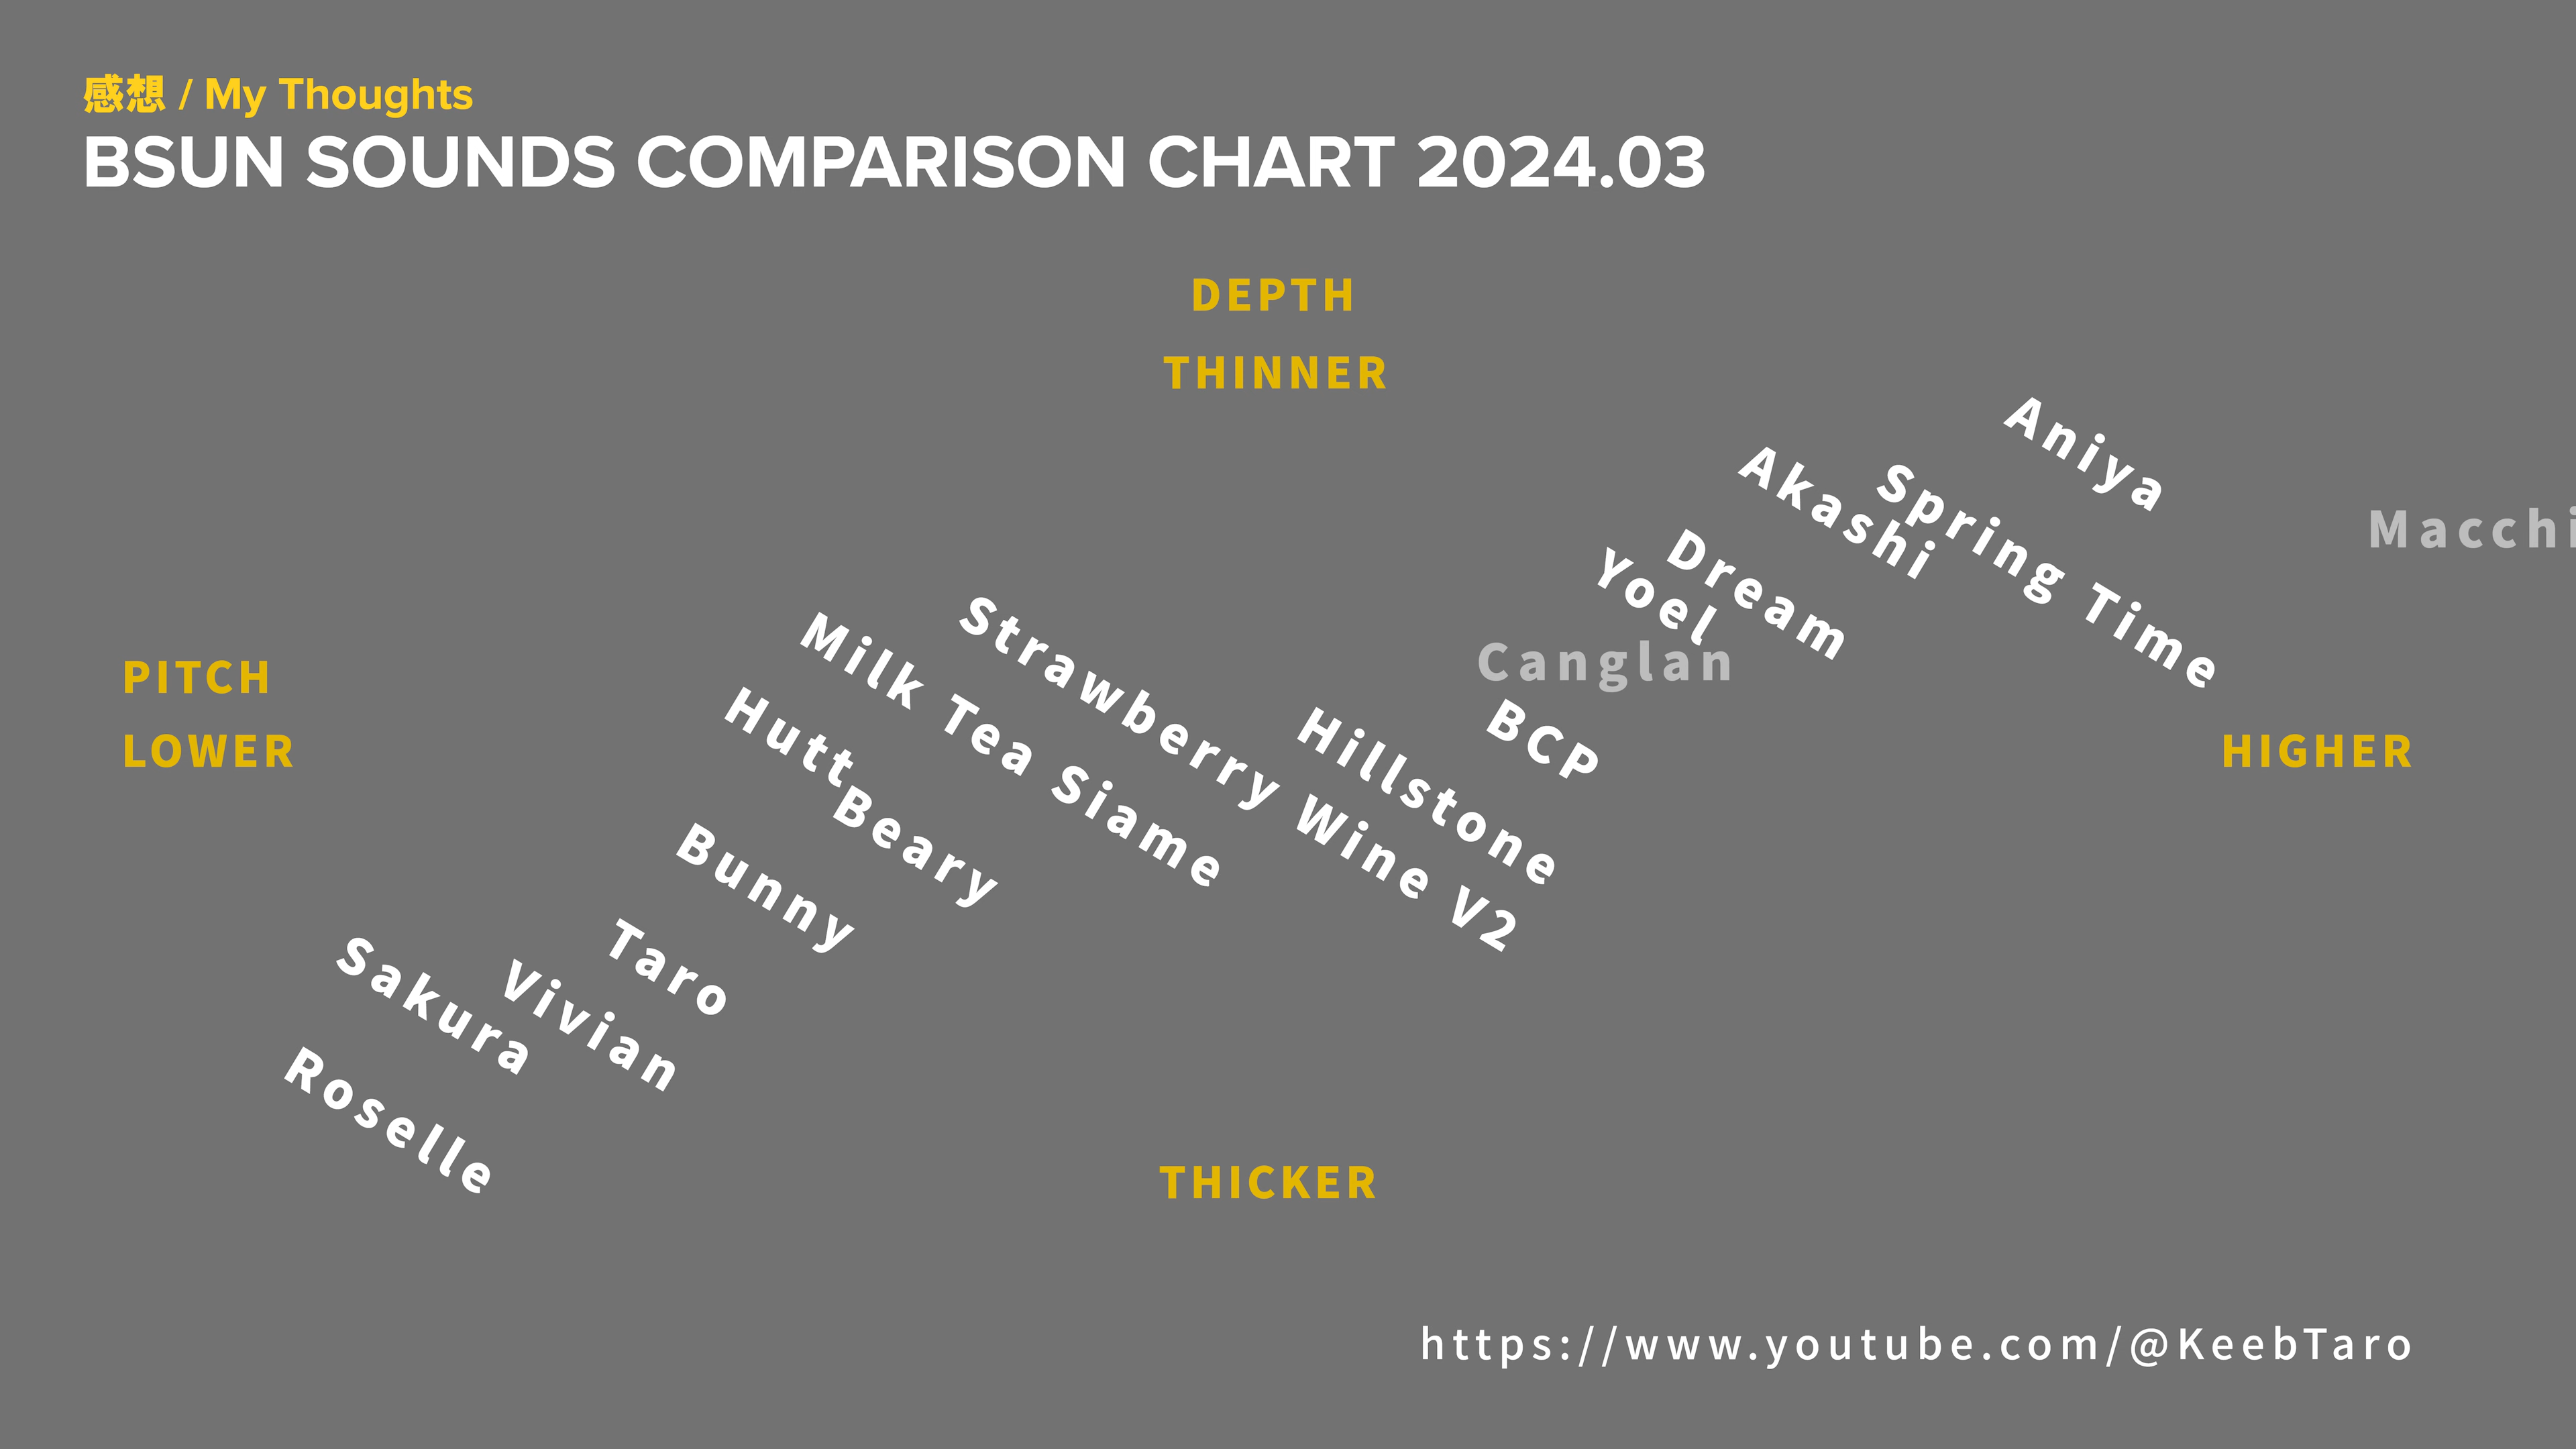 感想 / My Thoughts
BSUN SOUNDS COMPARISON CHART 2024.03
DEPTH
THINNER
Aniya
Akashi
Spring Time
Macchi
Dream
Yoel
Canglan
PITCH
LOWER
HIGHER
Strawberry Wine V2
Milk Tea Siame
Hillstone
BCP
Hutt
Beary
Bunny
Taro
Vivian
Sakura
Roselle
THICKER
https://www.youtube.com/@KeebTaro